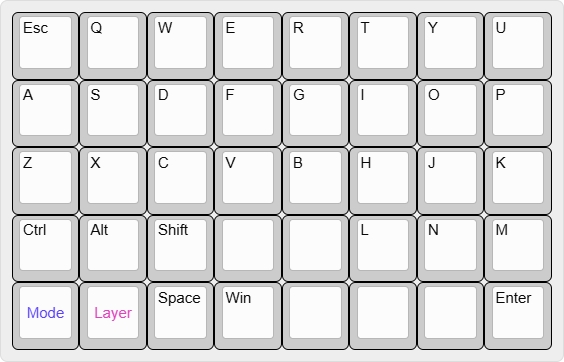 Esc Q W E R T Y U
A S D F G I O P
Z X C V B H J K
Ctrl Alt Shift L N M
Mode Layer Space Win Enter